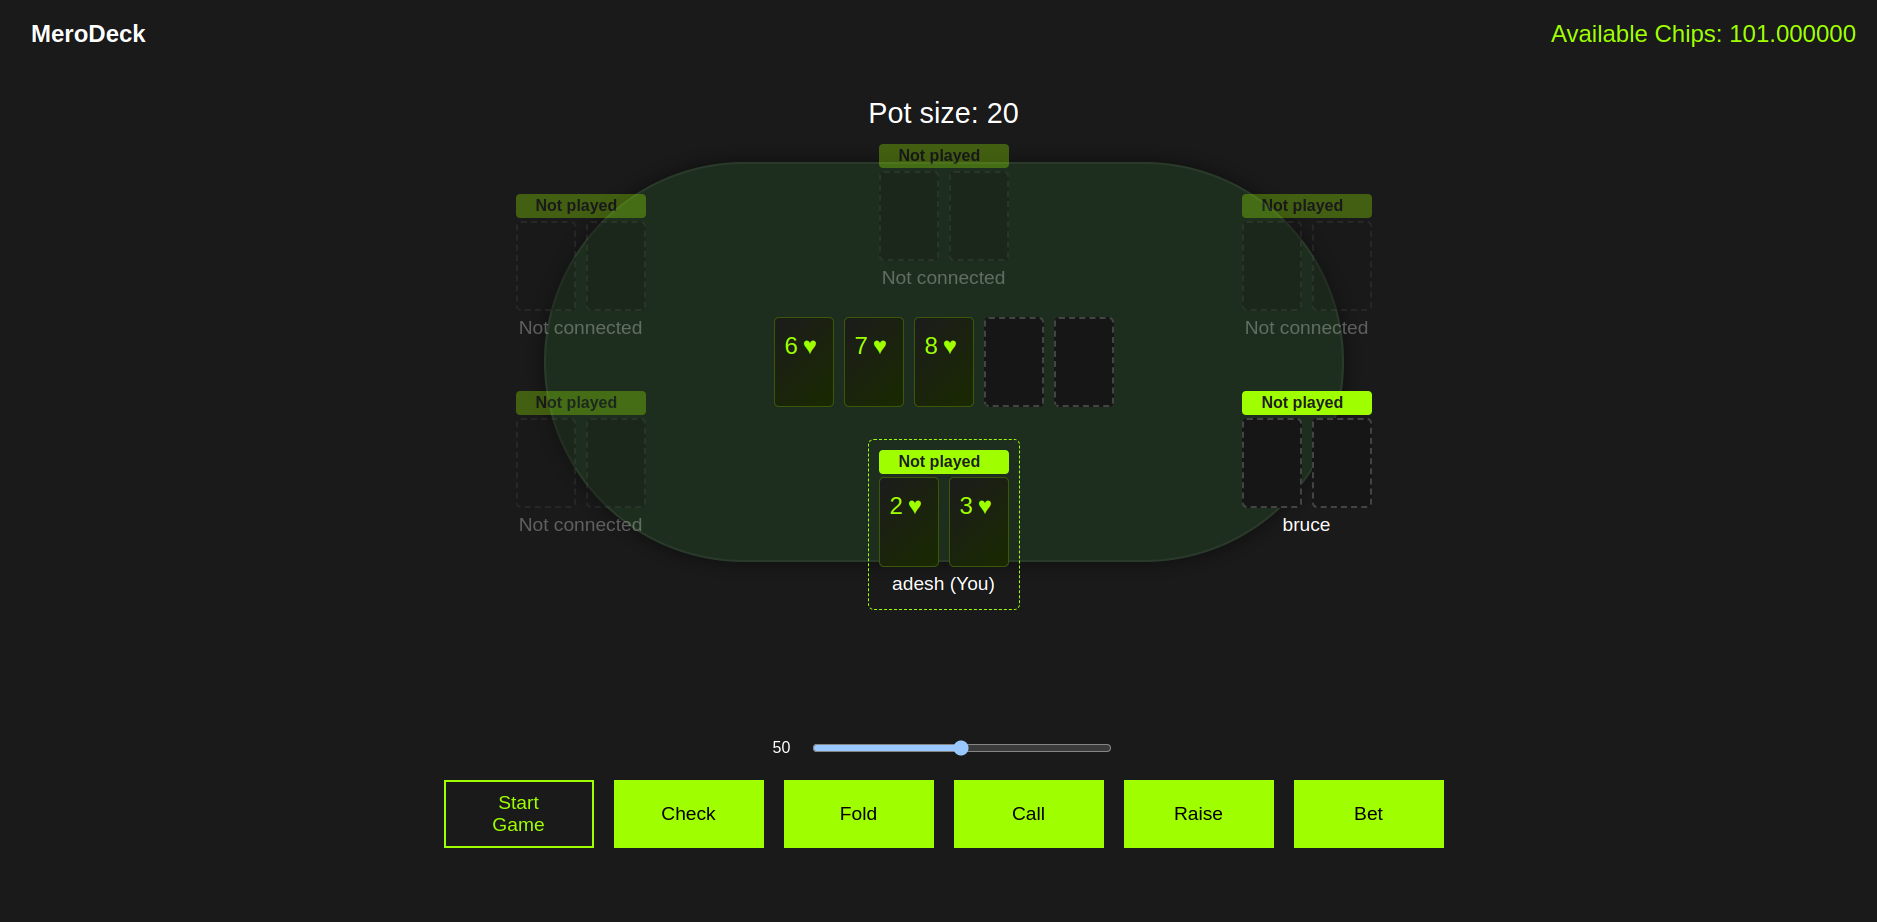 MeroDeck
Available Chips: 101.000000
Pot size: 20
Not played
Not connected
Not played
Not connected
Not played
Not connected
6♥ 7♥ 8♥
Not played
Not connected
Not played
bruce
Not played
2♥ 3♥
adesh (You)
50
Start
Game
Check
Fold
Call
Raise
Bet